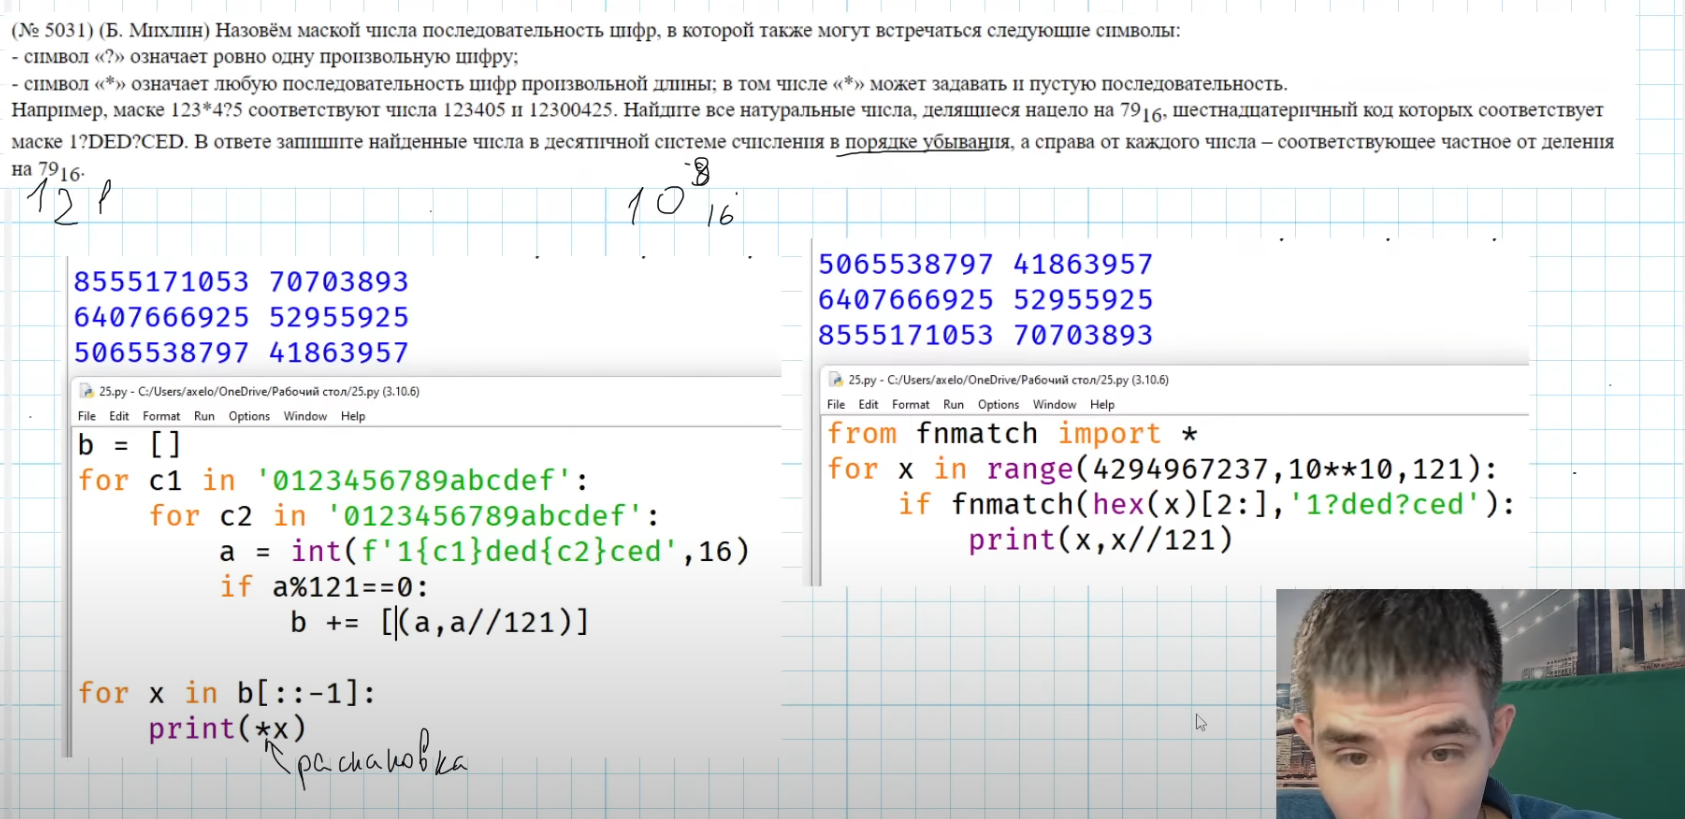 (№ 5031) (Б. Михлин) Назовём маской числа последовательность цифр, в которой также могут встречаться следующие символы:
- символ «?» означает ровно одну произвольную цифру;
- символ «*» означает любую последовательность цифр произвольной длины; в том числе «*» может задавать и пустую последовательность.
Например, маске 123*4?5 соответствуют числа 123405 и 12300425. Найдите все натуральные числа, делящиеся нацело на 79₁₆, шестнадцатеричный код которых соответствует
маске 1?DED?CED. В ответе запишите найденные числа в десятичной системе счисления в порядке убывания, а справа от каждого числа – соответствующее частное от деления
на 79₁₆.
10 16
8555171053 70703893
6407666925 52955925
5065538797 41863957
25.py - C:/Users/axelo/OneDrive/Рабочий стол/25.py (3.10.6)
File Edit Format Run Options Window Help
b = []
for c1 in '0123456789abcdef':
for c2 in '0123456789abcdef':
a = int(f'1{c1}ded{c2}ced',16)
if a%121==0:
b += [(a,a//121)]
for x in b[::-1]:
print(*x)
распаковка
5065538797 41863957
6407666925 52955925
8555171053 70703893
25.py - C:/Users/axelo/OneDrive/Рабочий стол/25.py (3.10.6)
File Edit Format Run Options Window Help
from fnmatch import *
for x in range(4294967237,10**10,121):
if fnmatch(hex(x)[2:],'1?ded?ced'):
print(x,x//121)